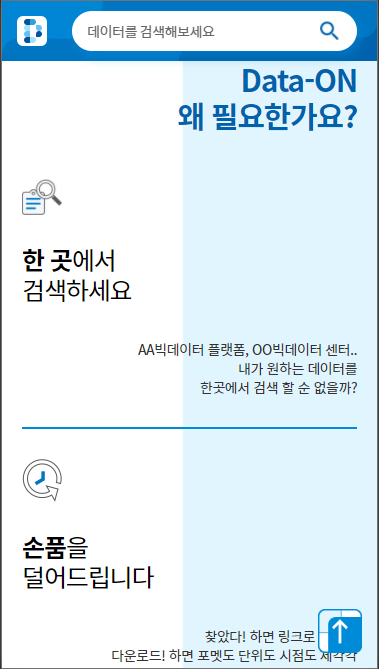 데이터를 검색해보세요
Data-ON
왜 필요한가요?
한 곳에서
검색하세요
AA빅데이터 플랫폼, OO빅데이터 센터..
내가 원하는 데이터를
한곳에서 검색 할 순 없을까?
손품을
덜어드립니다
찾았다! 하면 링크로
다운로드! 하면 포멧도 단위도 시점도 제각각